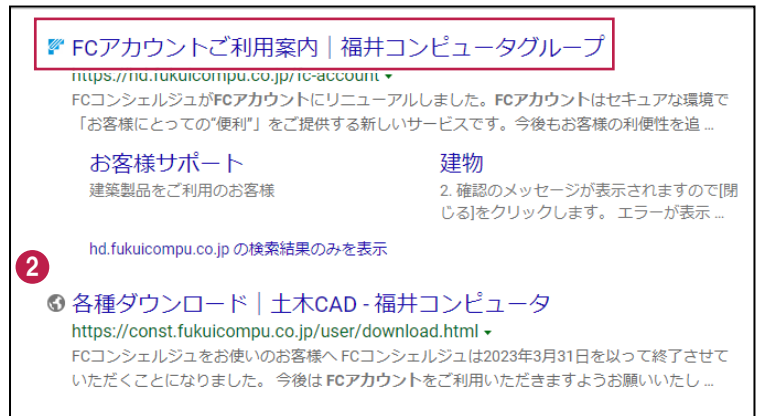 FCアカウントご利用案内｜福井コンピュータグループ
https://hd.fukuicompu.co.jp/fc-account
FCコンシェルジュがFCアカウントにリニューアルしました。FCアカウントはセキュアな環境で
「お客様にとっての“便利”」をご提供する新しいサービスです。今後もお客様の利便性を追 ...
お客様サポート
建築製品をご利用のお客様
建物
2. 確認のメッセージが表示されますので[閉
じる]をクリックします。 エラーが表示 ...
hd.fukuicompu.co.jp の検索結果のみを表示
2
各種ダウンロード｜土木CAD - 福井コンピュータ
https://const.fukuicompu.co.jp/user/download.html
FCコンシェルジュをお使いのお客様へ FCコンシェルジュは2023年3月31日を以って終了させて
いただくことになりました。 今後は FCアカウントをご利用いただきますようお願いいたし ...